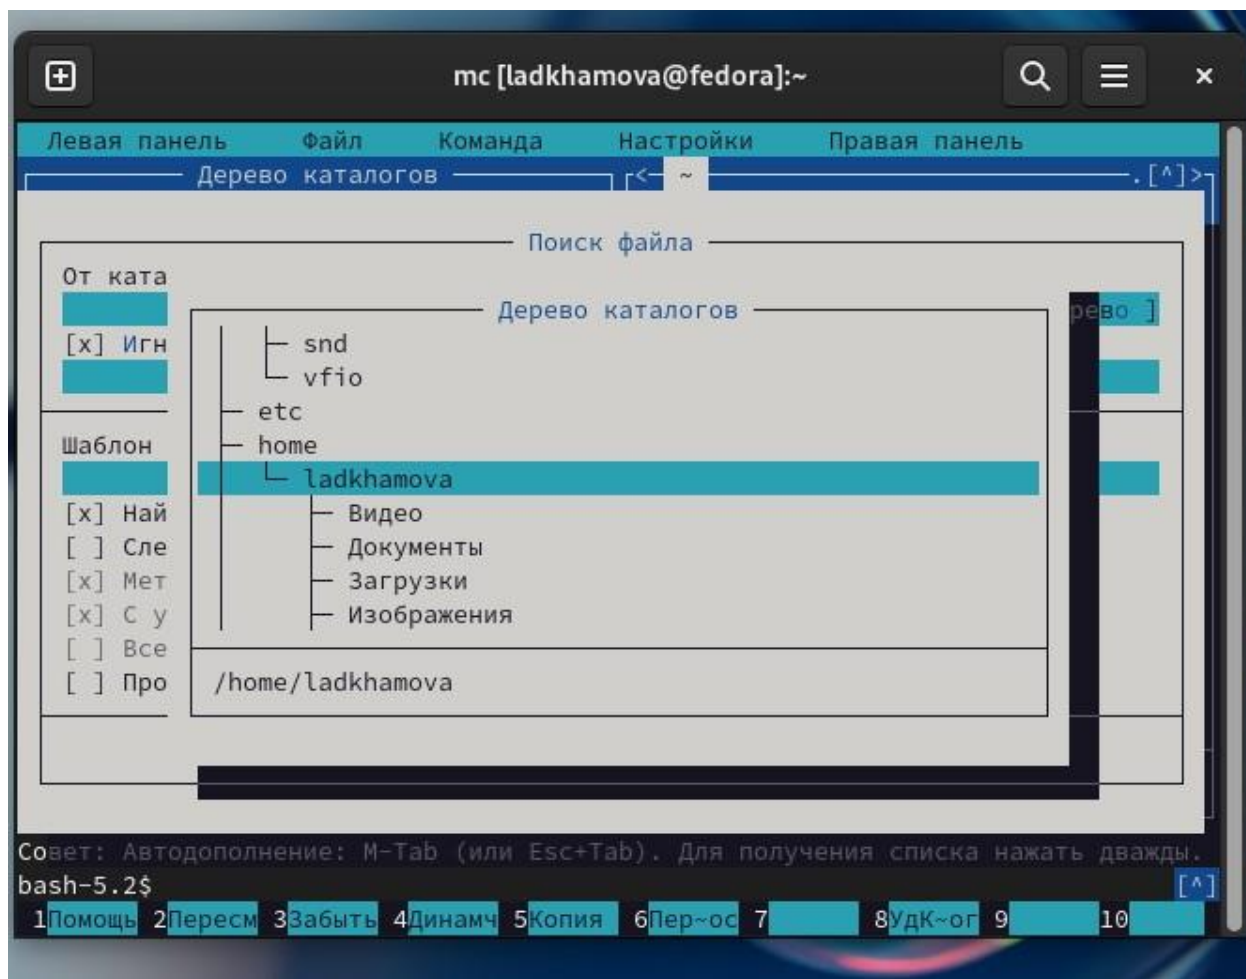 mc [ladkhamova@fedora]:~
Левая панель Файл Команда Настройки Правая панель
Дерево каталогов <─ ~ .[^]>
Поиск файла
От ката
Дерево каталогов рево ]
[x] Игн snd
vfio
etc
Шаблон home
ladkhamova
[x] Най Видео
[ ] Сле Документы
[x] Мет Загрузки
[x] С у Изображения
[ ] Все
[ ] Про /home/ladkhamova
Совет: Автодополнение: M-Tab (или Esc+Tab). Для получения списка нажать дважды.
bash-5.2$ [^]
1Помощь 2Пересм 3Забыть 4Динамч 5Копия 6Пер~ос 7 8УдК~ог 9 10